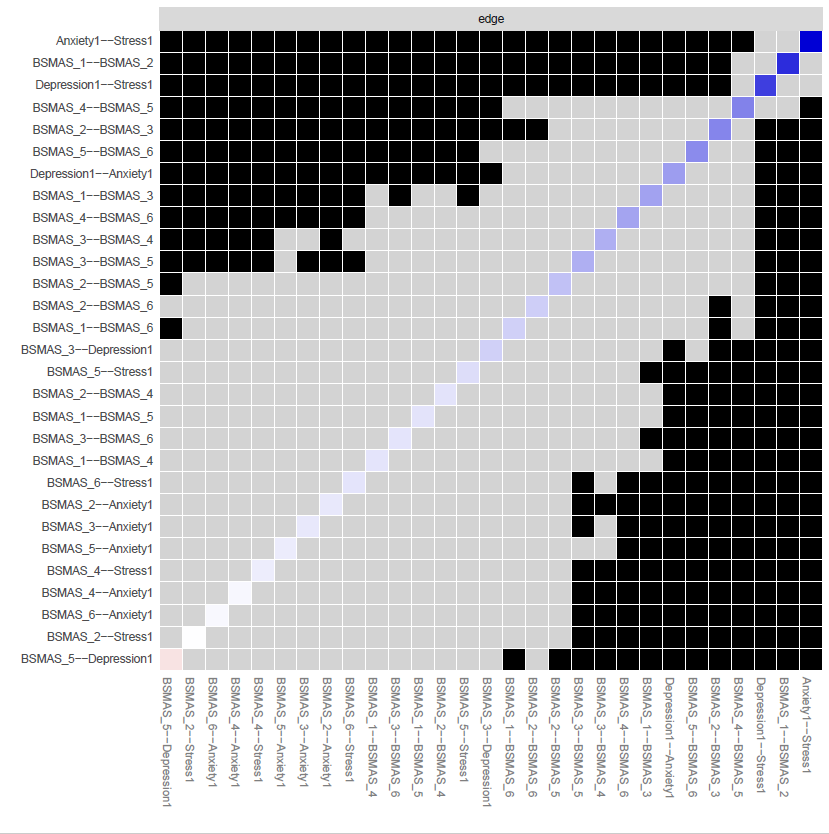 edge
Anxiety1--Stress1
BSMAS_1--BSMAS_2
Depression1--Stress1
BSMAS_4--BSMAS_5
BSMAS_2--BSMAS_3
BSMAS_5--BSMAS_6
Depression1--Anxiety1
BSMAS_1--BSMAS_3
BSMAS_4--BSMAS_6
BSMAS_3--BSMAS_4
BSMAS_3--BSMAS_5
BSMAS_2--BSMAS_5
BSMAS_2--BSMAS_6
BSMAS_1--BSMAS_6
BSMAS_3--Depression1
BSMAS_5--Stress1
BSMAS_2--BSMAS_4
BSMAS_1--BSMAS_5
BSMAS_3--BSMAS_6
BSMAS_1--BSMAS_4
BSMAS_6--Stress1
BSMAS_2--Anxiety1
BSMAS_3--Anxiety1
BSMAS_5--Anxiety1
BSMAS_4--Stress1
BSMAS_4--Anxiety1
BSMAS_6--Anxiety1
BSMAS_2--Stress1
BSMAS_5--Depression1
BSMAS_5--Depression1
BSMAS_2--Stress1
BSMAS_6--Anxiety1
BSMAS_4--Anxiety1
BSMAS_4--Stress1
BSMAS_5--Anxiety1
BSMAS_3--Anxiety1
BSMAS_2--Anxiety1
BSMAS_6--Stress1
BSMAS_1--BSMAS_4
BSMAS_3--BSMAS_6
BSMAS_1--BSMAS_5
BSMAS_2--BSMAS_4
BSMAS_5--Stress1
BSMAS_3--Depression1
BSMAS_1--BSMAS_6
BSMAS_2--BSMAS_6
BSMAS_2--BSMAS_5
BSMAS_3--BSMAS_5
BSMAS_3--BSMAS_4
BSMAS_4--BSMAS_6
BSMAS_1--BSMAS_3
Depression1--Anxiety1
BSMAS_5--BSMAS_6
BSMAS_2--BSMAS_3
BSMAS_4--BSMAS_5
Depression1--Stress1
BSMAS_1--BSMAS_2
Anxiety1--Stress1